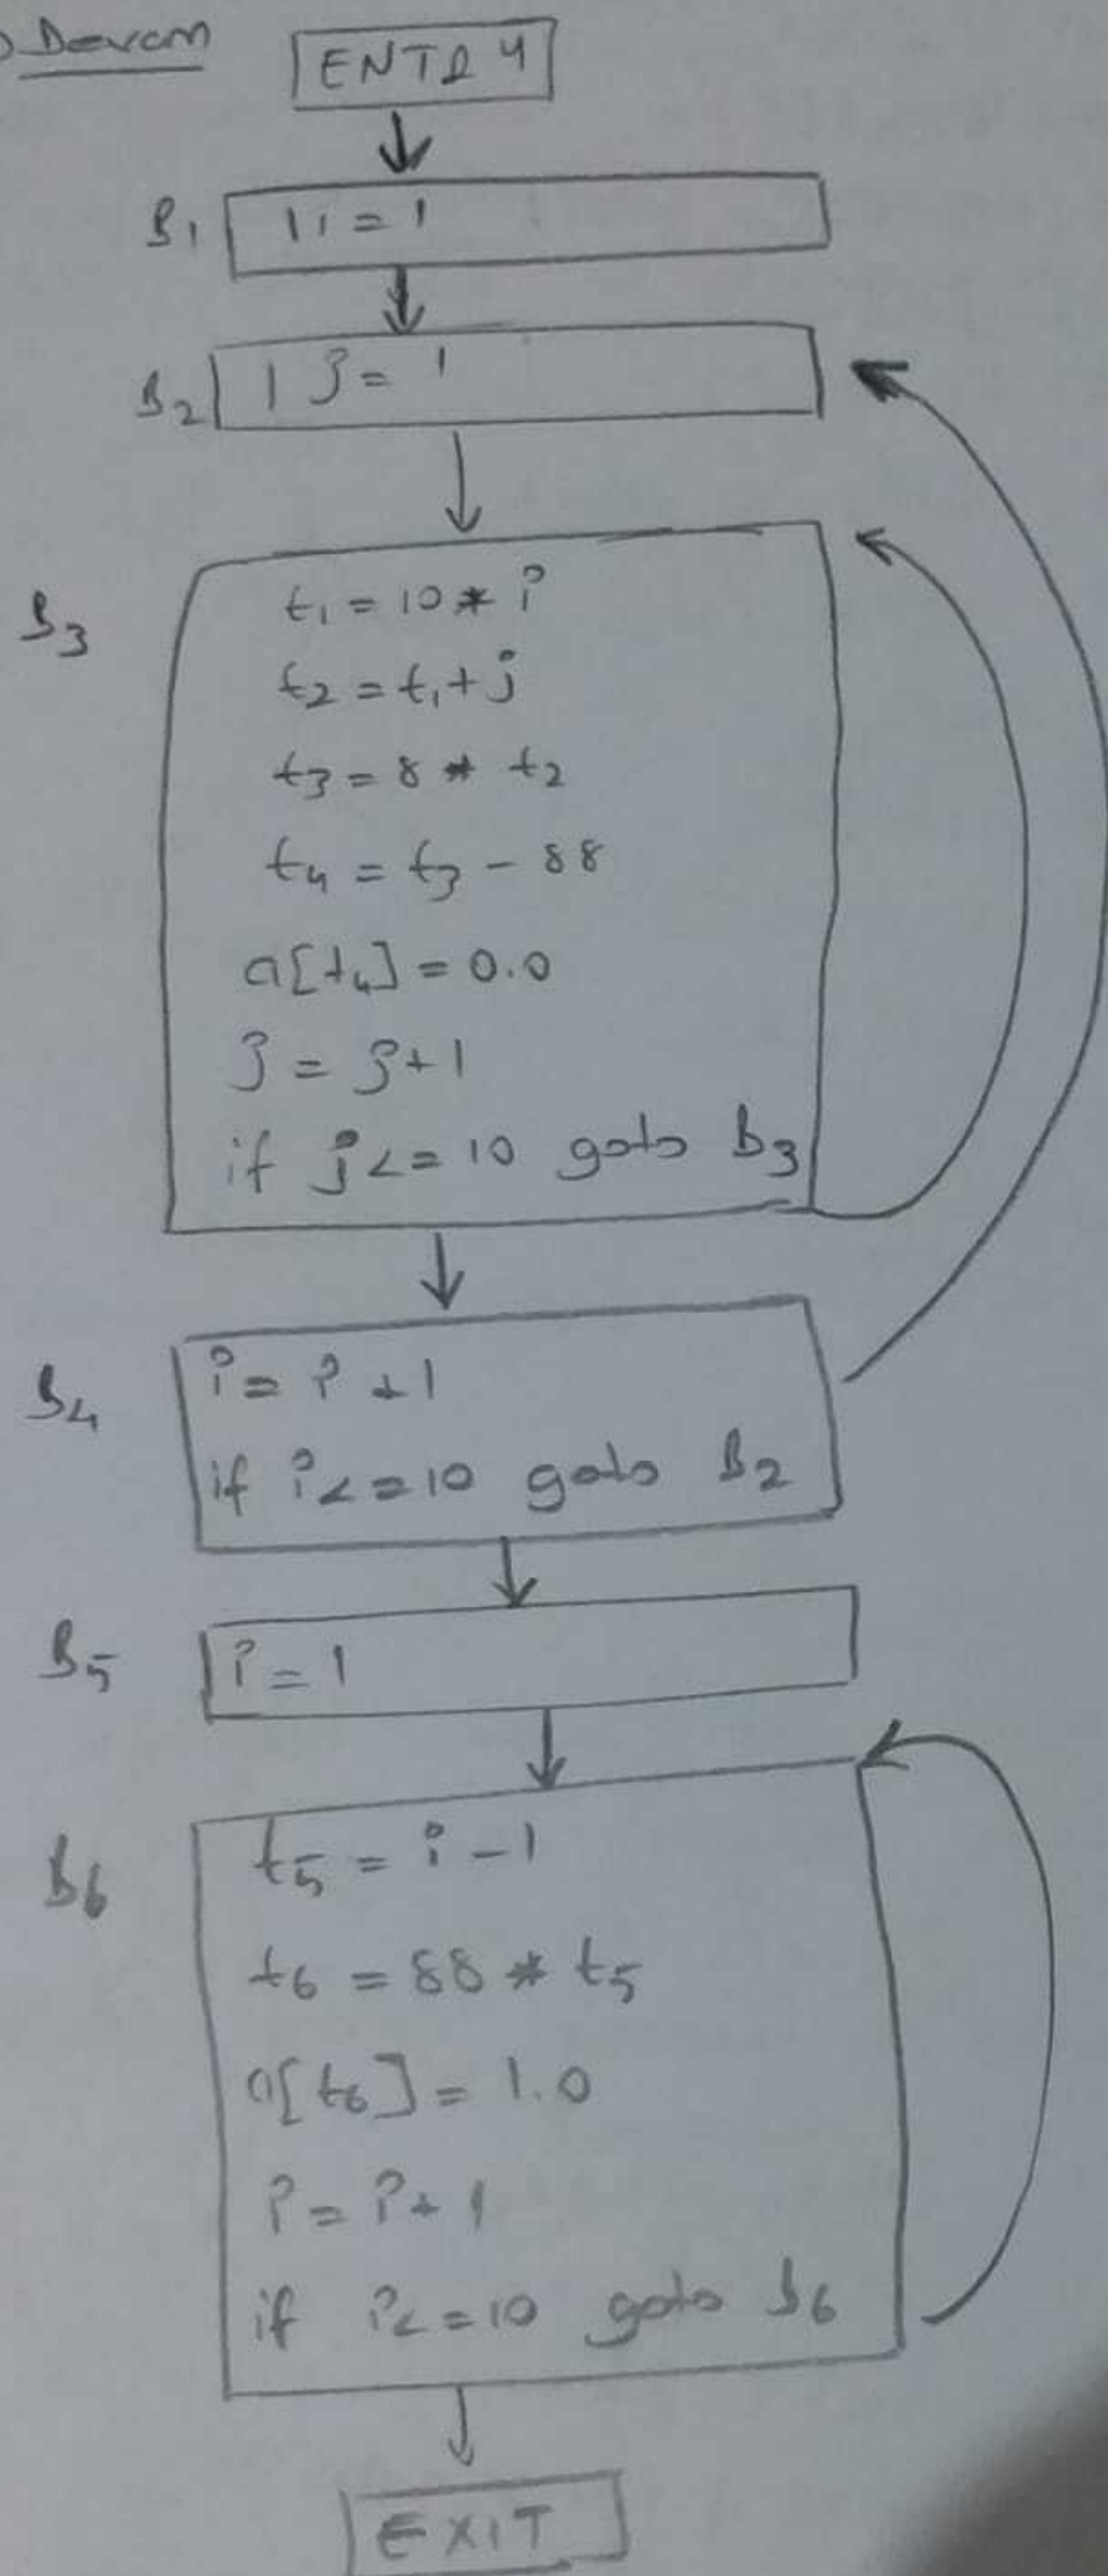 Devam
ENTRY
B1 i = 1
B2 j = 1
B3
t1 = 10 * i
t2 = t1 + j
t3 = 8 * t2
t4 = t3 - 88
a[t4] = 0.0
j = j + 1
if j <= 10 goto B3
B4
i = i + 1
if i <= 10 goto B2
B5 i = 1
B6
t5 = i - 1
t6 = 88 * t5
a[t6] = 1.0
i = i + 1
if i <= 10 goto B6
EXIT